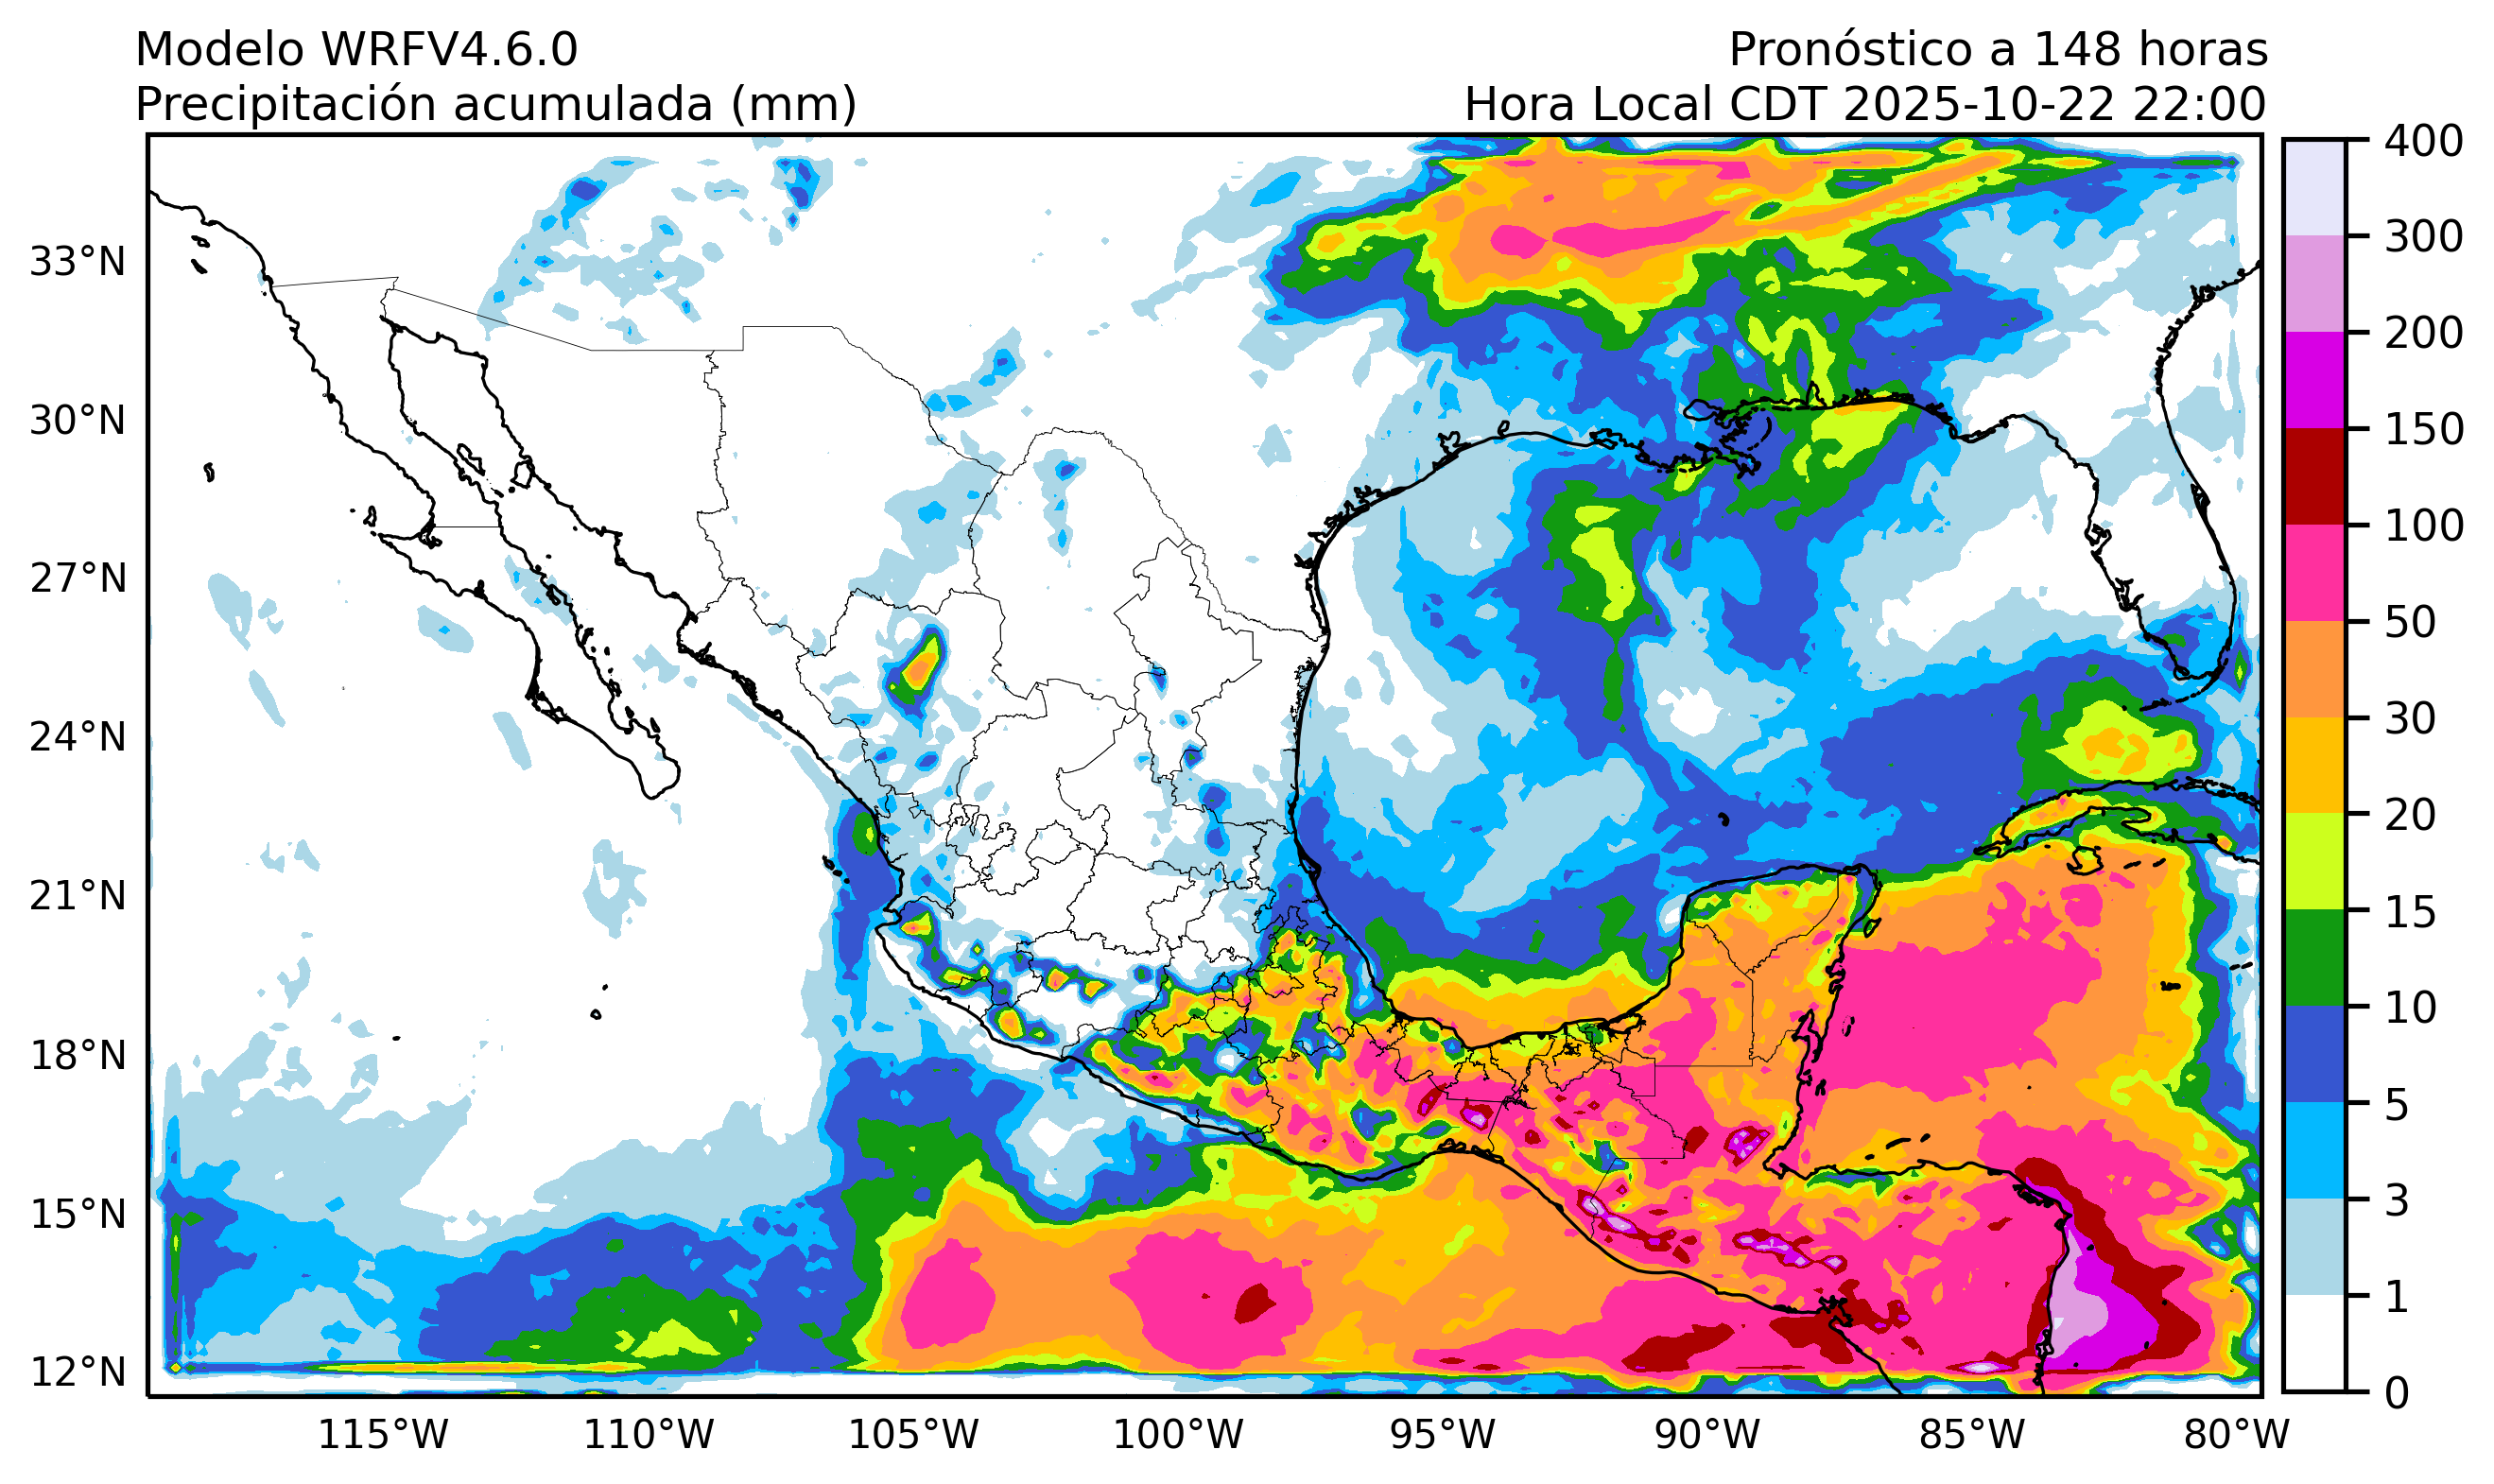 Modelo WRFV4.6.0
Pronóstico a 148 horas
Precipitación acumulada (mm)
Hora Local CDT 2025-10-22 22:00
33°N
30°N
27°N
24°N
21°N
18°N
15°N
12°N
115°W
110°W
105°W
100°W
95°W
90°W
85°W
80°W
400
300
200
150
100
50
30
20
15
10
5
3
1
0